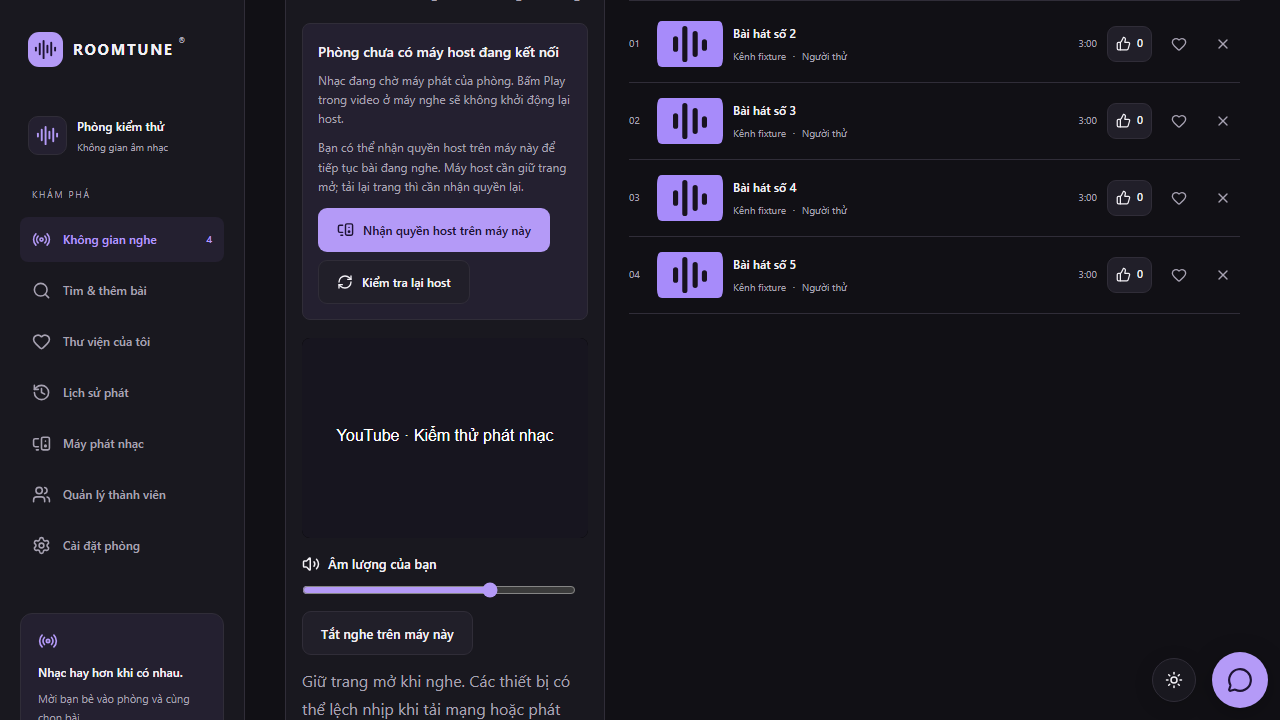 ROOMTUNE ®
Phòng kiểm thử
Không gian âm nhạc
KHÁM PHÁ
Không gian nghe 4
Tìm & thêm bài
Thư viện của tôi
Lịch sử phát
Máy phát nhạc
Quản lý thành viên
Cài đặt phòng
Nhạc hay hơn khi có nhau.
Mời bạn bè vào phòng và cùng
chọn bài
Phòng chưa có máy host đang kết nối
Nhạc đang chờ máy phát của phòng. Bấm Play
trong video ở máy nghe sẽ không khởi động lại
host.
Bạn có thể nhận quyền host trên máy này để
tiếp tục bài đang nghe. Máy host cần giữ trang
mở; tải lại trang thì cần nhận quyền lại.
Nhận quyền host trên máy này
Kiểm tra lại host
YouTube · Kiểm thử phát nhạc
Âm lượng của bạn
Tắt nghe trên máy này
Giữ trang mở khi nghe. Các thiết bị có
thể lệch nhịp khi tải mạng hoặc phát
01 Bài hát số 2 3:00 0
Kênh fixture · Người thử
02 Bài hát số 3 3:00 0
Kênh fixture · Người thử
03 Bài hát số 4 3:00 0
Kênh fixture · Người thử
04 Bài hát số 5 3:00 0
Kênh fixture · Người thử